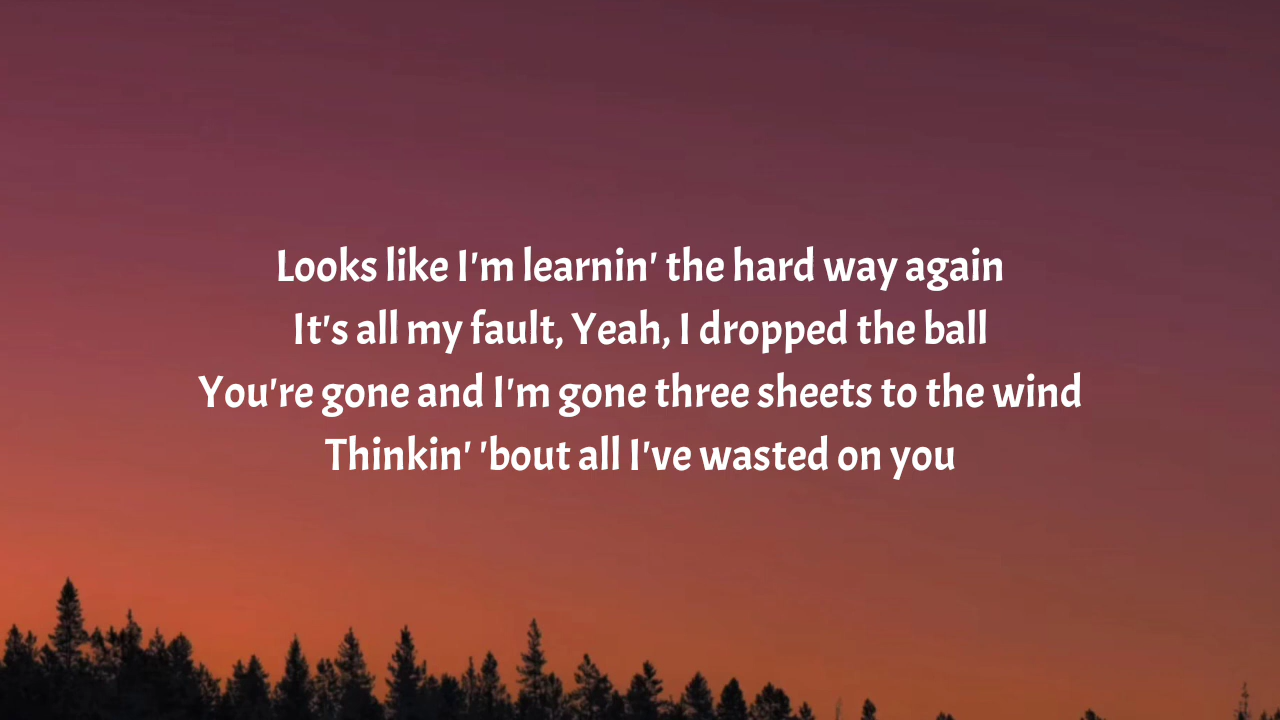 Looks like I'm learnin' the hard way again
It's all my fault, Yeah, I dropped the ball
You're gone and I'm gone three sheets to the wind
Thinkin' 'bout all I've wasted on you